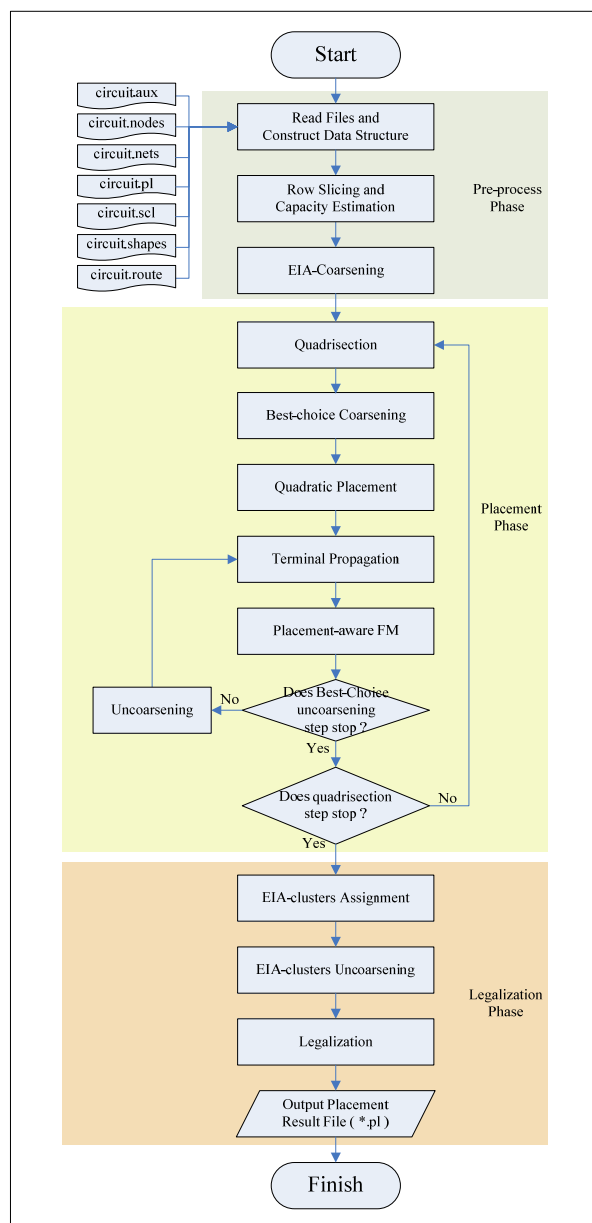 Start
circuit.aux
circuit.nodes
circuit.nets
circuit.pl
circuit.scl
circuit.shapes
circuit.route
Read Files and
Construct Data Structure
Row Slicing and
Capacity Estimation
EIA-Coarsening
Pre-process
Phase
Quadrisection
Best-choice Coarsening
Quadratic Placement
Terminal Propagation
Placement-aware FM
Placement
Phase
Uncoarsening
No
Does Best-Choice
uncoarsening
step stop ?
Yes
Does quadrisection
step stop ?
No
Yes
EIA-clusters Assignment
EIA-clusters Uncoarsening
Legalization
Legalization
Phase
Output Placement
Result File ( *.pl )
Finish